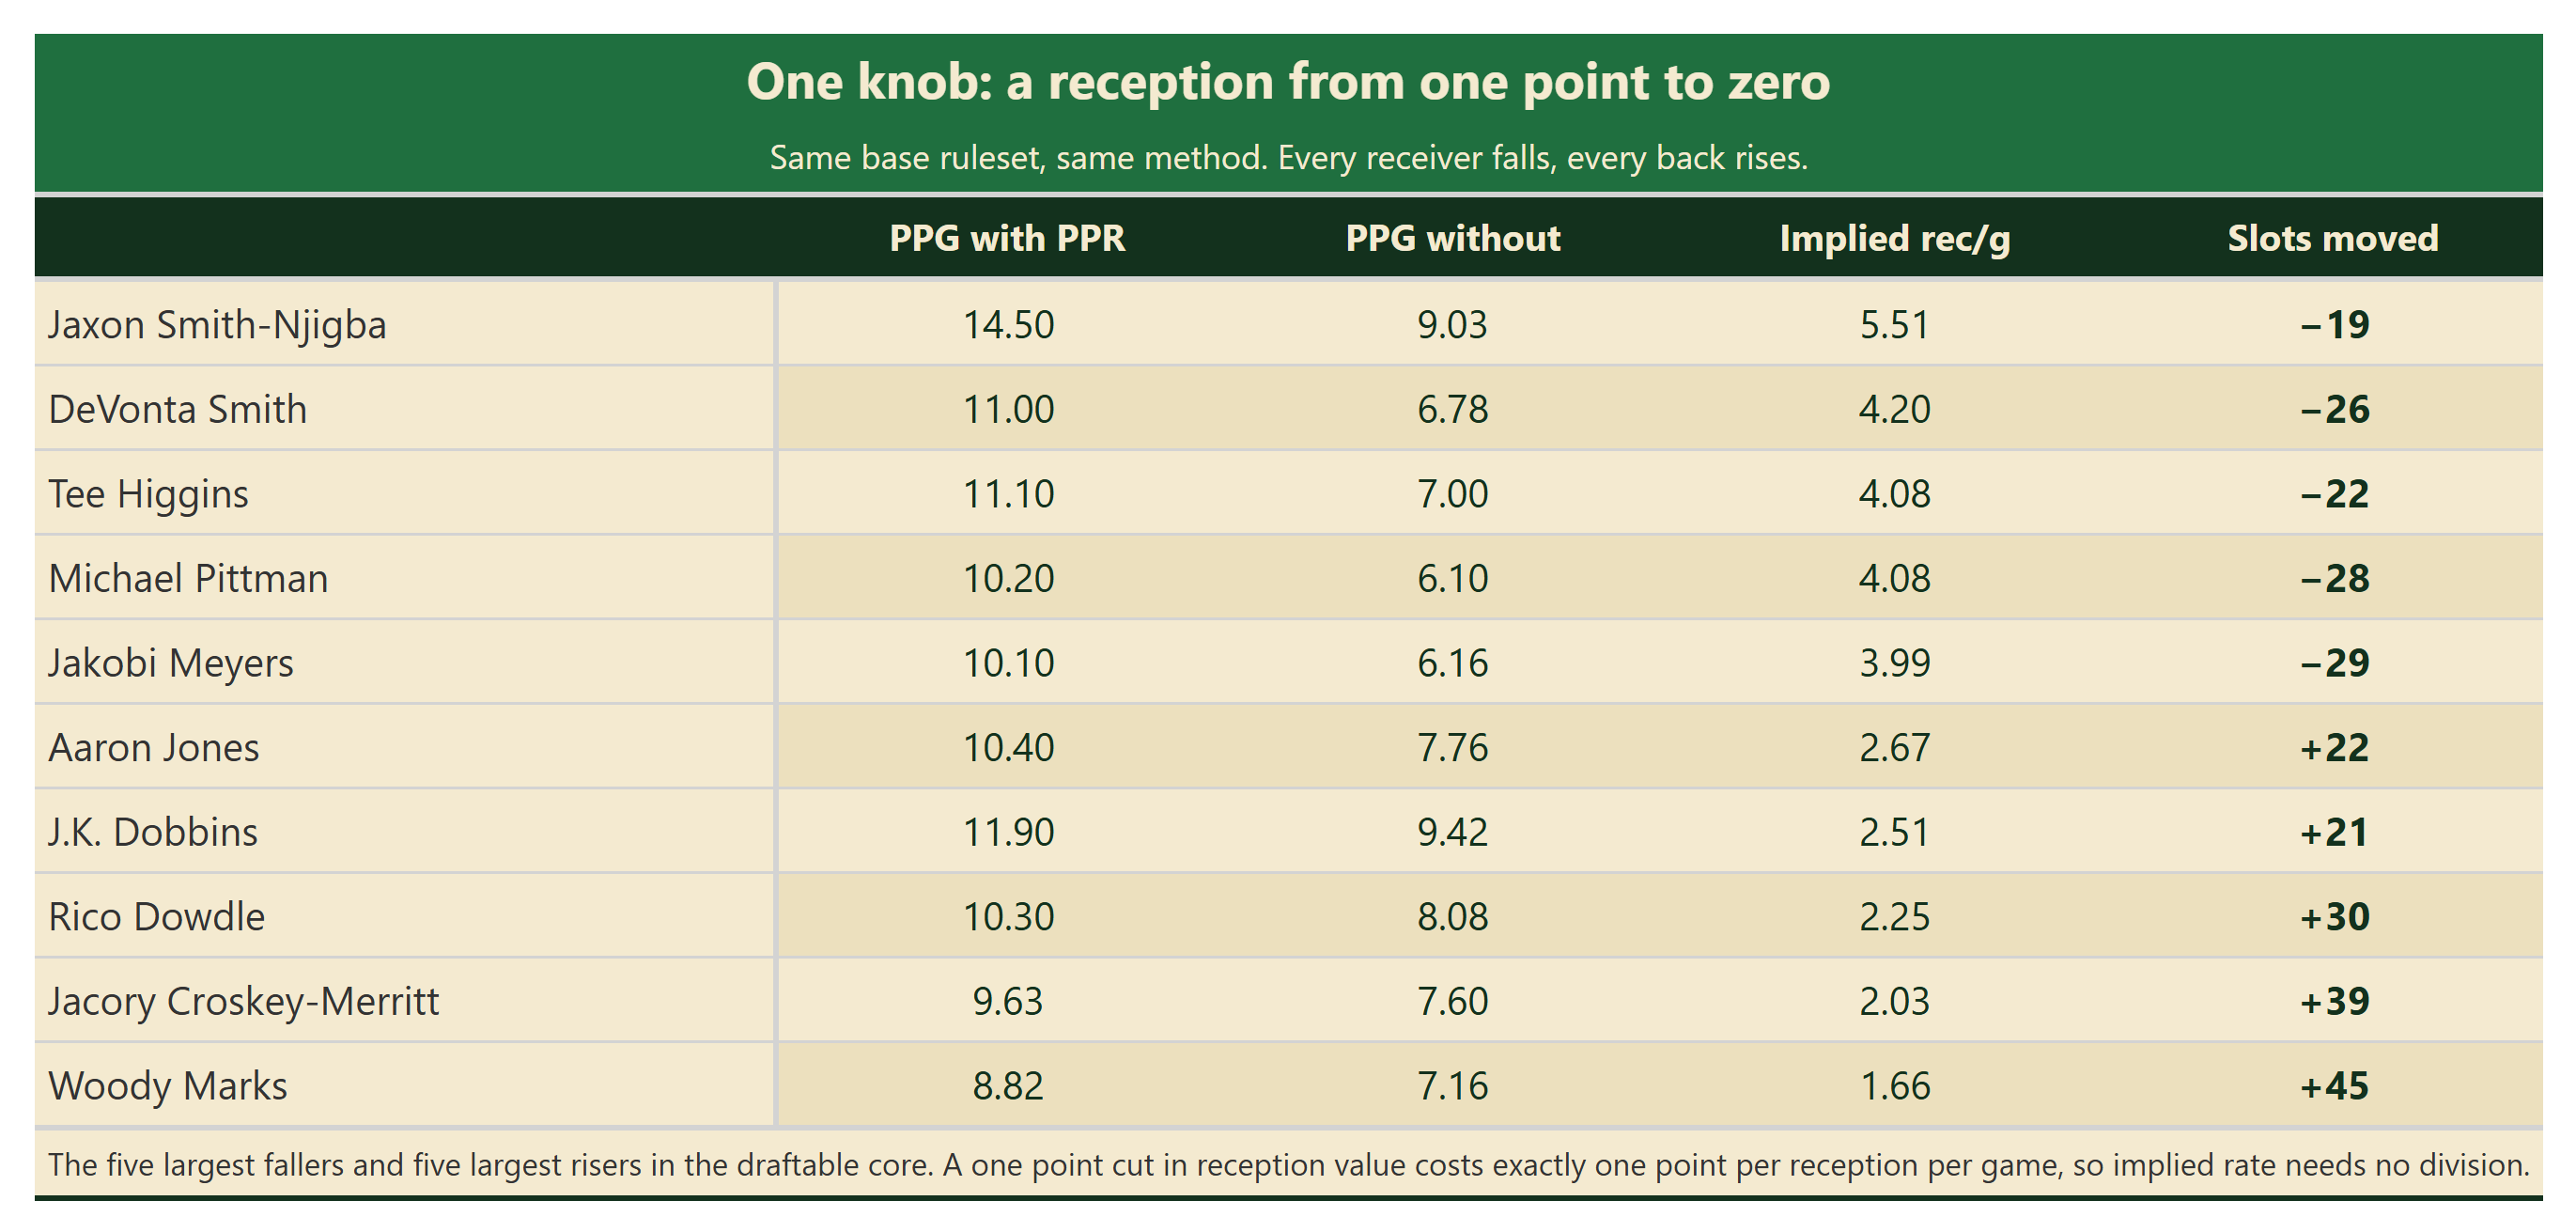 One knob: a reception from one point to zero
Same base ruleset, same method. Every receiver falls, every back rises.
PPG with PPR PPG without Implied rec/g Slots moved
Jaxon Smith-Njigba 14.50 9.03 5.51 −19
DeVonta Smith 11.00 6.78 4.20 −26
Tee Higgins 11.10 7.00 4.08 −22
Michael Pittman 10.20 6.10 4.08 −28
Jakobi Meyers 10.10 6.16 3.99 −29
Aaron Jones 10.40 7.76 2.67 +22
J.K. Dobbins 11.90 9.42 2.51 +21
Rico Dowdle 10.30 8.08 2.25 +30
Jacory Croskey-Merritt 9.63 7.60 2.03 +39
Woody Marks 8.82 7.16 1.66 +45
The five largest fallers and five largest risers in the draftable core. A one point cut in reception value costs exactly one point per reception per game, so implied rate needs no division.